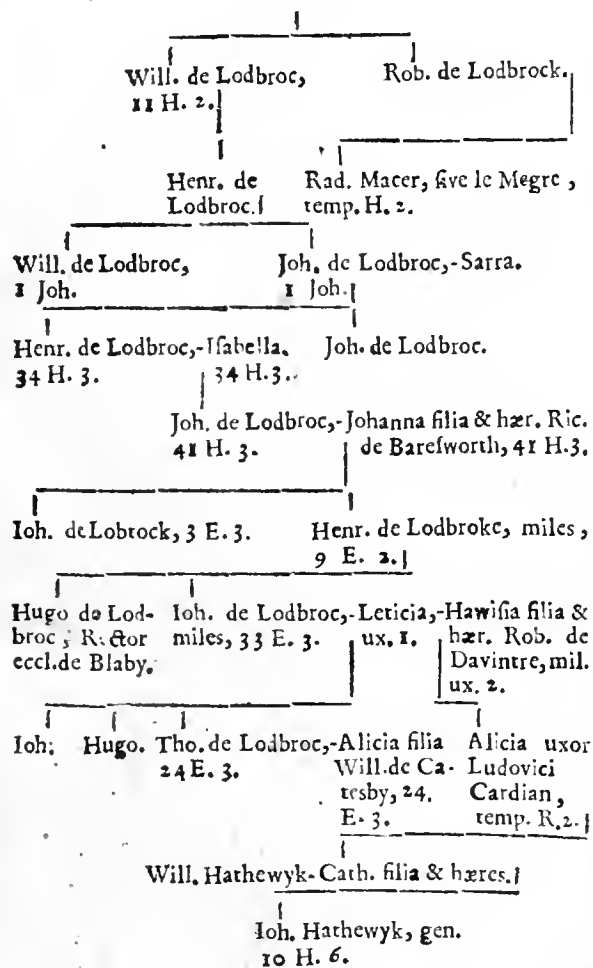 Will. de Lodbroc, Rob. de Lodbrock.
11 H. 2.
Henr. de Rad. Macer, ſive le Megre ,
Lodbroc. temp. H. 2.
Will. de Lodbroc, Joh. de Lodbroc,-Sarra.
1 Joh. 1 Joh.
Henr. de Lodbroc,-Iſabella. Joh. de Lodbroc.
34 H. 3. 34 H.3.
Joh. de Lodbroc,-Johanna filia & hær. Ric.
41 H. 3. de Bareſworth, 41 H.3.
Ioh. de Lobtock, 3 E. 3. Henr. de Lodbroke, miles ,
9 E. 2.
Hugo de Lod- Ioh. de Lodbroc,-Leticia,-Hawiſia filia &
broc , Rector miles, 33 E. 3. ux. 1. hær. Rob. de
eccl. de Blaby. Davintre, mil.
ux. 2.
Ioh. Hugo. Tho. de Lodbroc,-Alicia filia Alicia uxor
24 E. 3. Will. de Ca- Ludovici
tesby, 24. Cardian ,
E. 3. temp. R. 2.
Will. Hathewyk-Cath. filia & hæres.
Ioh. Hathewyk, gen.
10 H. 6.